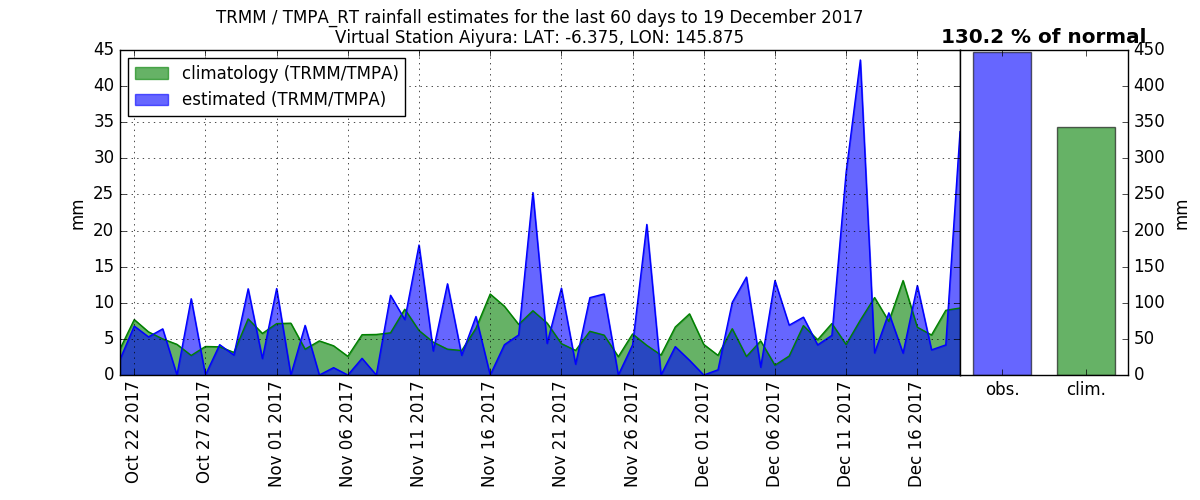 TRMM / TMPA_RT rainfall estimates for the last 60 days to 19 December 2017
Virtual Station Aiyura: LAT: -6.375, LON: 145.875
130.2 % of normal
climatology (TRMM/TMPA)
estimated (TRMM/TMPA)
mm
45
40
35
30
25
20
15
10
5
0
Oct 22 2017
Oct 27 2017
Nov 01 2017
Nov 06 2017
Nov 11 2017
Nov 16 2017
Nov 21 2017
Nov 26 2017
Dec 01 2017
Dec 06 2017
Dec 11 2017
Dec 16 2017
obs.
clim.
450
400
350
300
250
200
150
100
50
0
mm